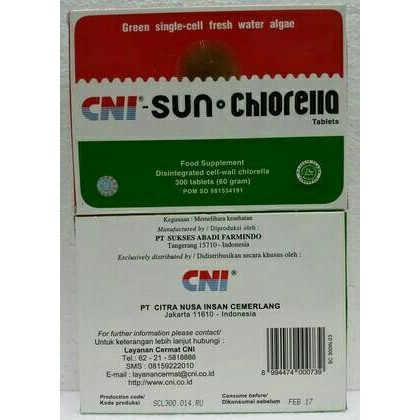 Green single-cell fresh water algae
CNI® - SUN • Chlorella
Tablets
Food Supplement
Disintegrated cell-wall chlorella
300 tablets (60 gram)
POM SD 081534191
Kegunaan : Memelihara kesehatan
Manufactured by / Diproduksi oleh :
PT SUKSES ABADI FARMINDO
Tangerang 15710 - Indonesia
Exclusively distributed by / Didistribusikan secara khusus oleh :
CNI®
PT CITRA NUSA INSAN CEMERLANG
Jakarta 11610 - Indonesia
For further information please contact/
Untuk keterangan lebih lanjut hubungi :
Layanan Cermat CNI
Tel.: 62 - 21 - 5818888
SMS : 08159222010
E-mail : layanancermat@cni.co.id
http://www.cni.co.id
SC 300IN.03
8 994474 000739
Production code/
Kode produksi
SCL300.014.RU
Consume before/
Dikonsumsi sebelum
FEB 17